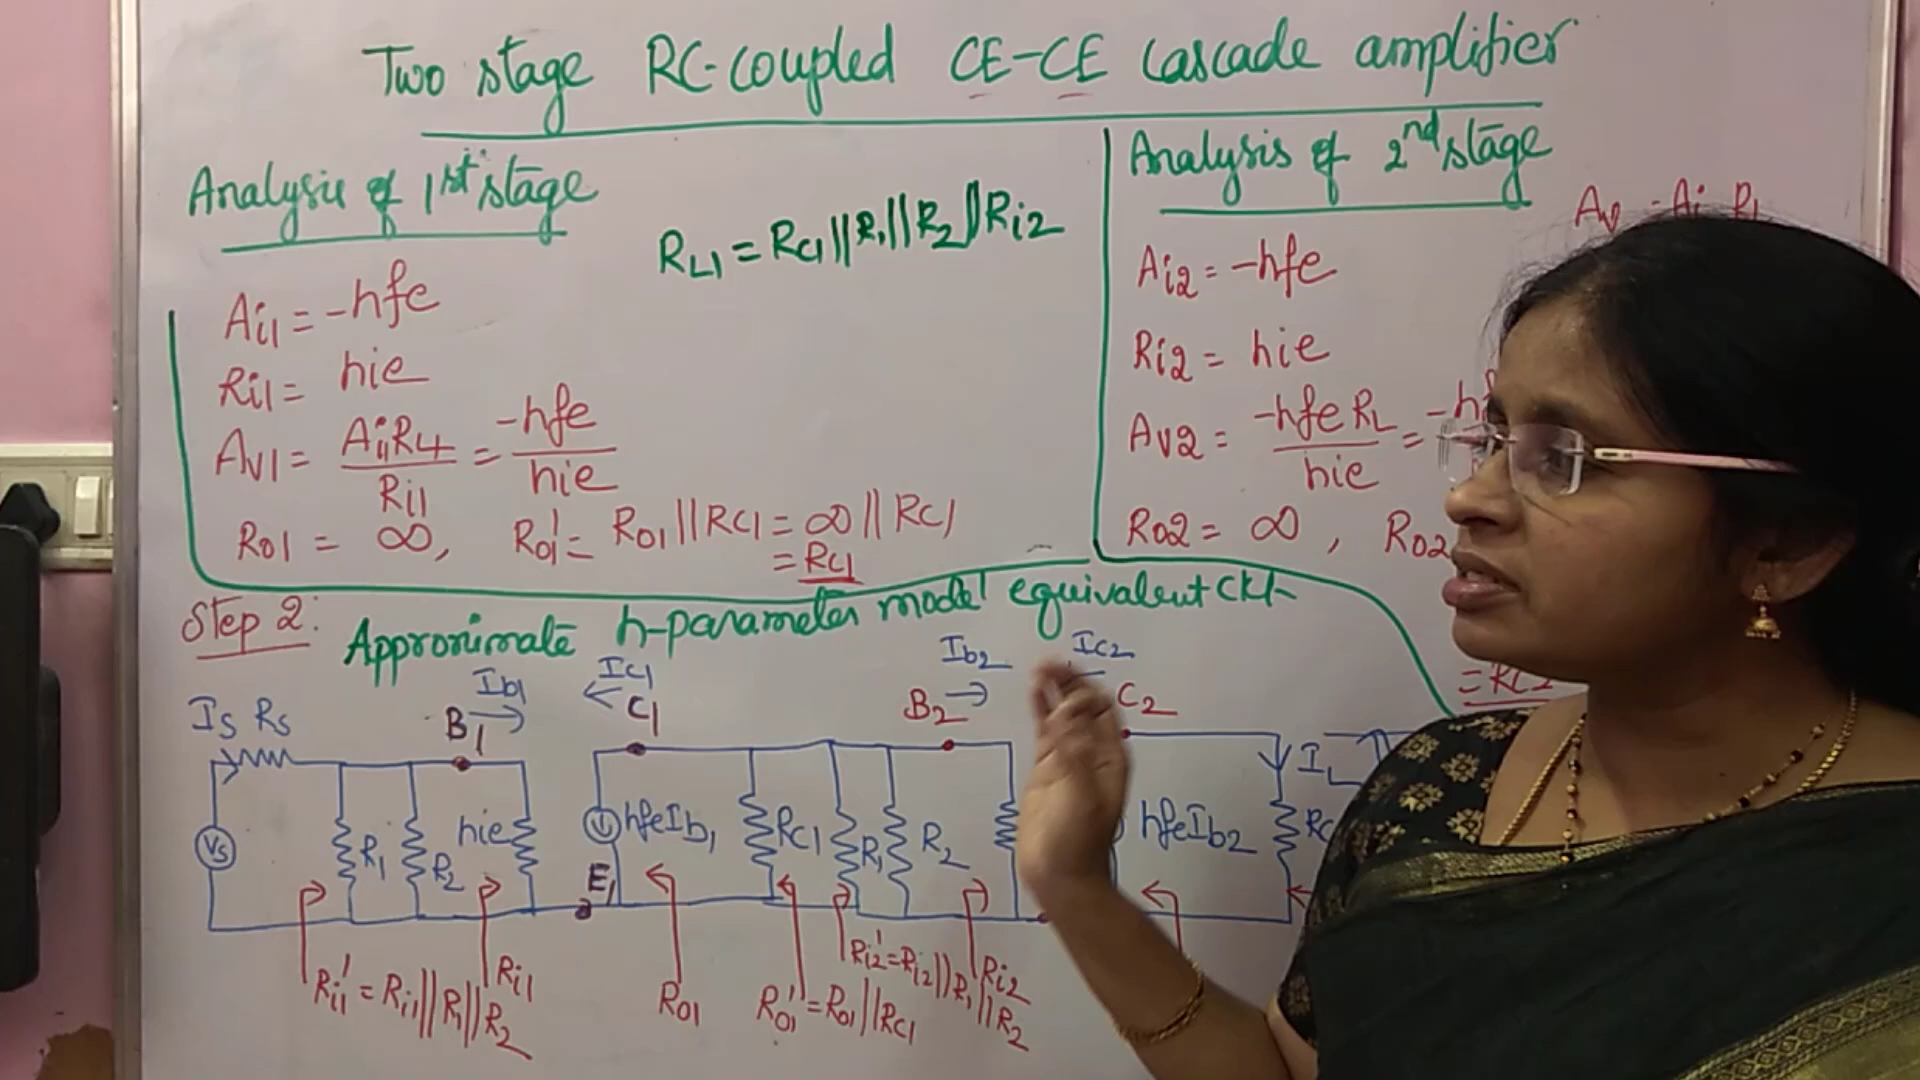 Two stage RC-coupled CE-CE cascade amplifier
Analysis of 1st stage
RL1 = RC1||R1||R2||Ri2
Ai1 = -hfe
Ri1 = hie
AV1 = Ai1RL1/Ri1 = -hfe/hie
Ro1 = ∞, Ro1' = Ro1||RC1 = ∞||RC1
= RC1
Analysis of 2nd stage
Ai2 = -hfe
Ri2 = hie
AV2 = -hfe RL/hie =
Ro2 = ∞, Ro2
= RC2
Step 2:
Approximate h-parameter model equivalent ckt
Is Rs
B1 Ib1
Ic1 C1
B2 Ib2
Ic2 C2
IL
Vs R1 R2 hie
hfeIb1 RC1 R1 R2
hfeIb2 RC
E1
Ri1' = Ri1||R1||R2
Ri1
Ro1
Ro1' = Ro1||RC1
Ri2' = Ri2||R1||R2
Ri2